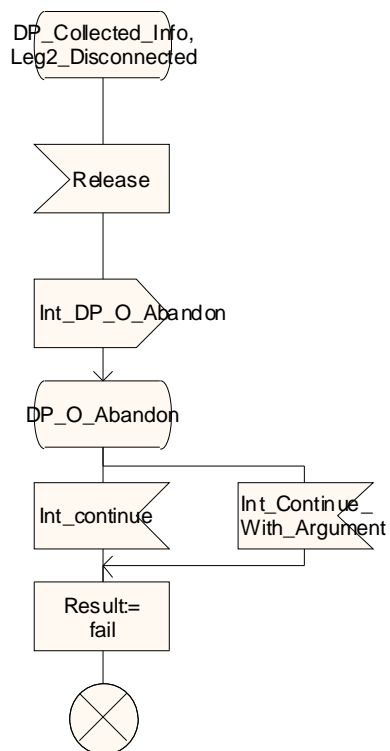 DP_Collected_Info,
Leg2_Disconnected
Release
Int_DP_O_Abandon
DP_O_Abandon
Int_continue
Int_Continue_
With_Argument
Result:=
fail